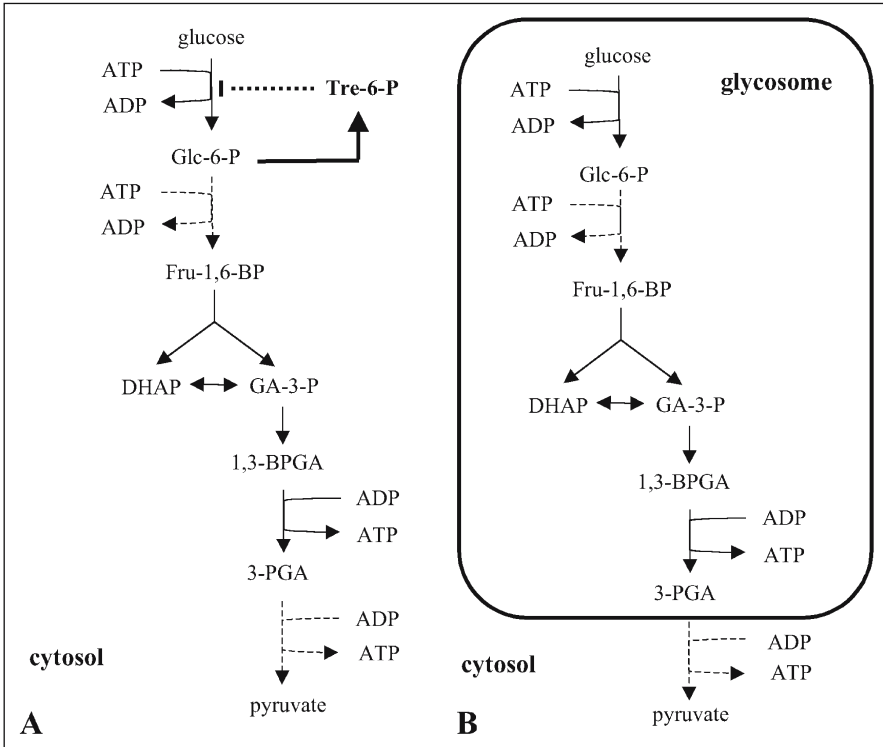 glucose
ATP
ADP
Tre-6-P
Glc-6-P
ATP
ADP
Fru-1,6-BP
DHAP
GA-3-P
1,3-BPGA
ADP
ATP
3-PGA
ADP
ATP
cytosol
pyruvate
A
glucose
glycosome
ATP
ADP
Glc-6-P
ATP
ADP
Fru-1,6-BP
DHAP
GA-3-P
1,3-BPGA
ADP
ATP
3-PGA
ADP
ATP
cytosol
pyruvate
B